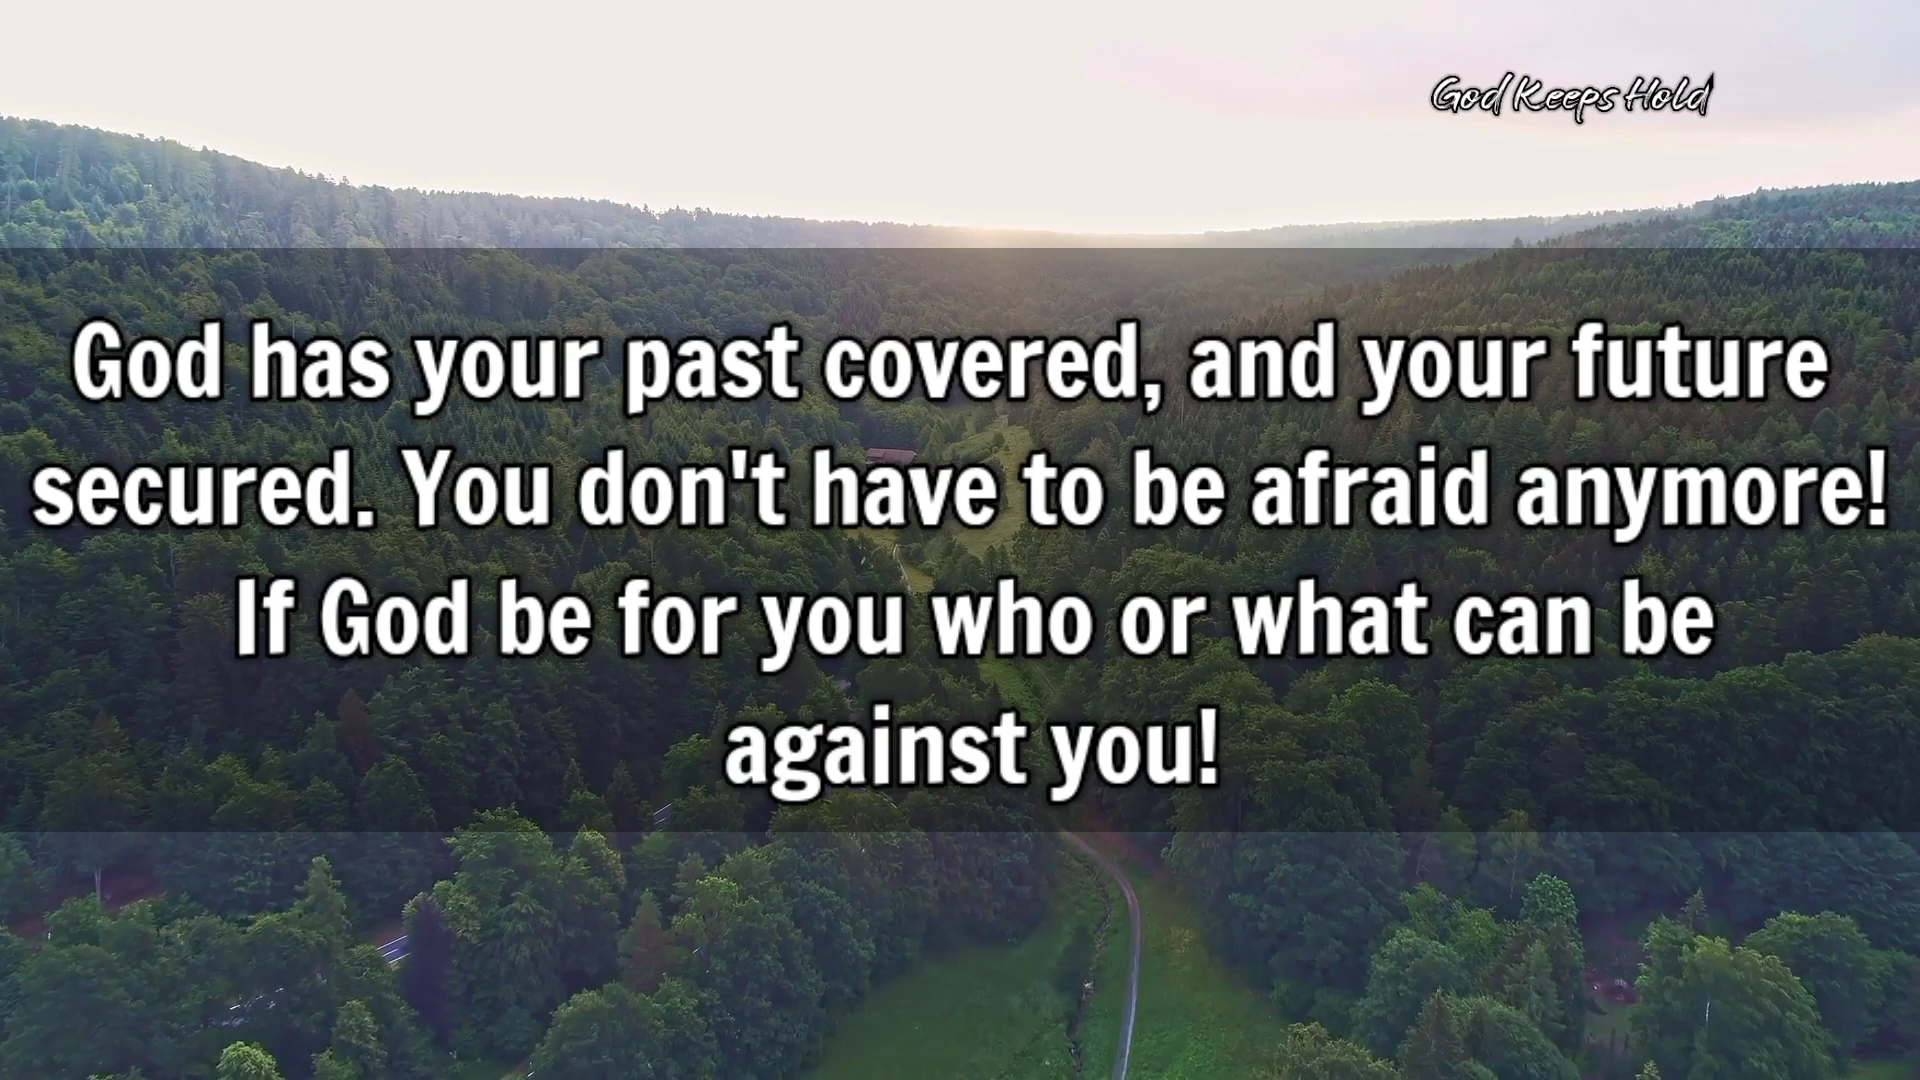 God Keeps Hold
God has your past covered, and your future
secured. You don't have to be afraid anymore!
If God be for you who or what can be
against you!